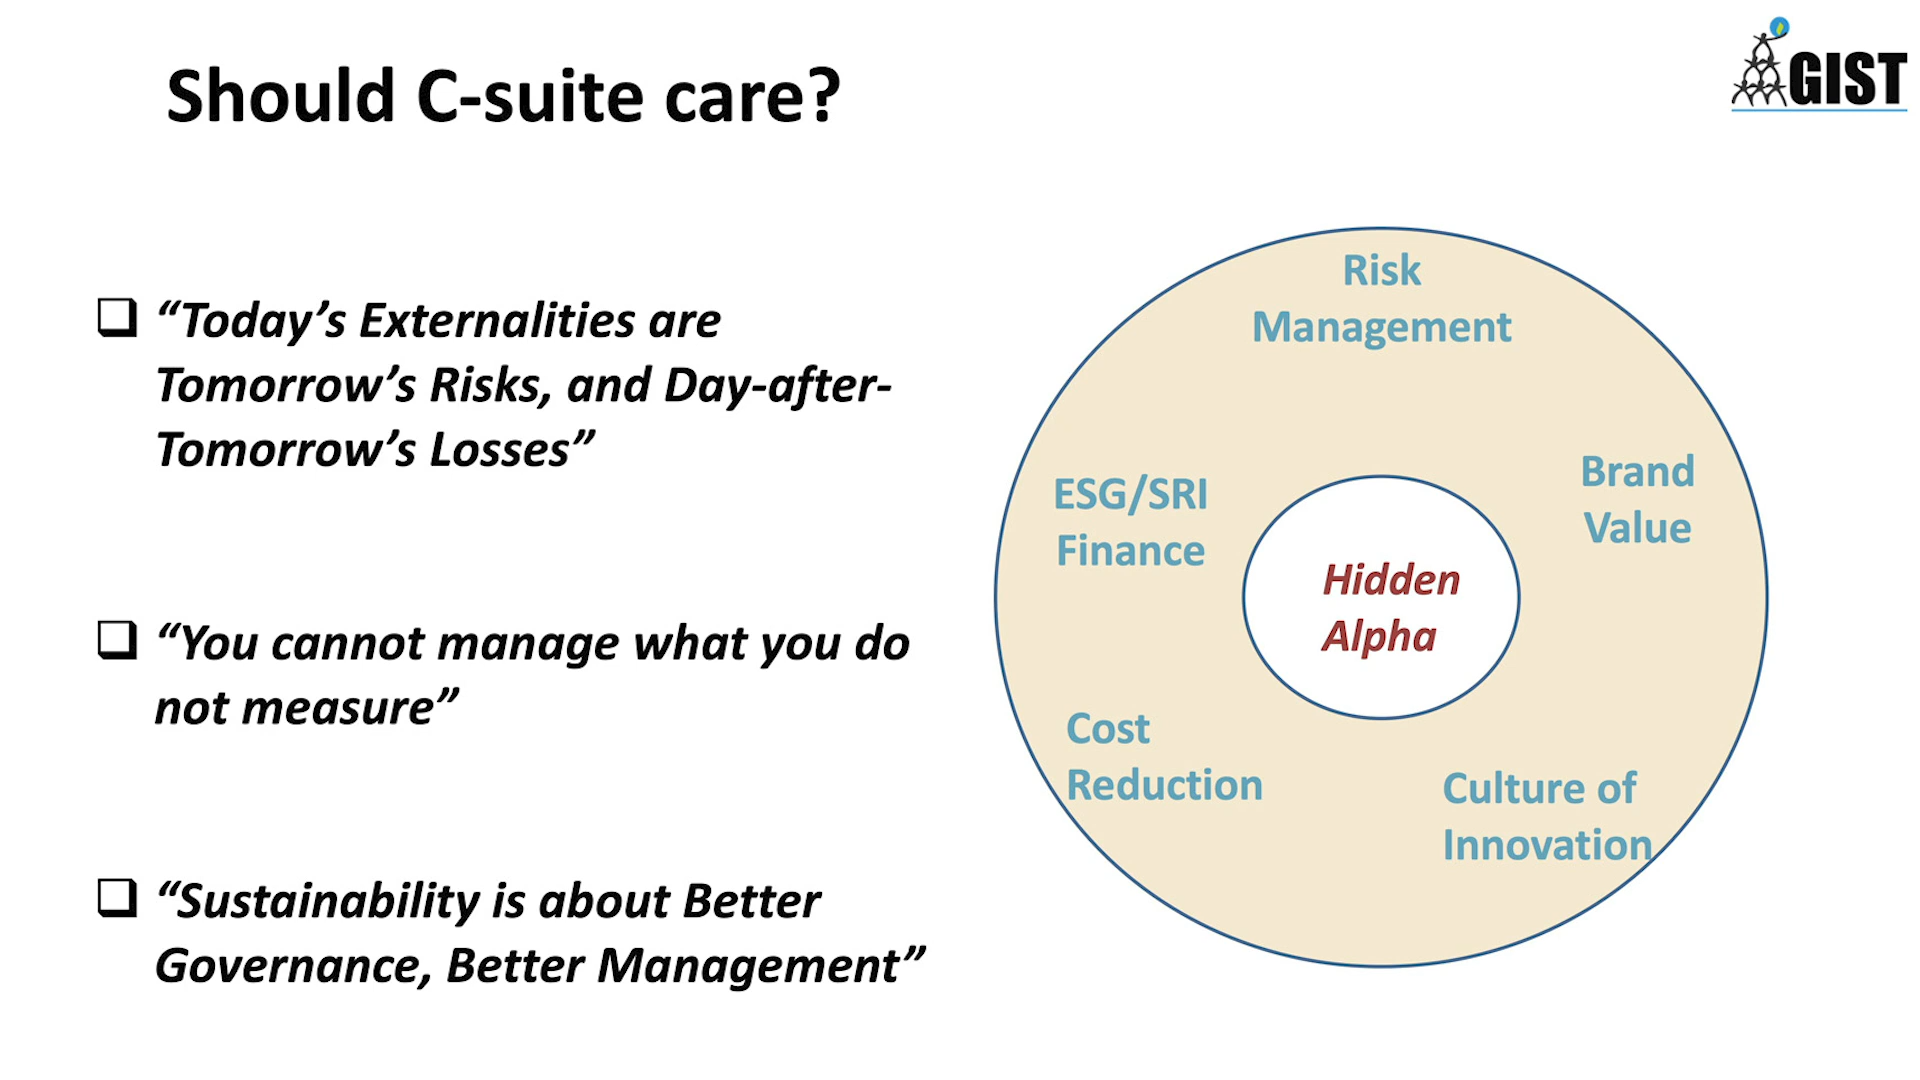 Should C-suite care?
GIST
“Today’s Externalities are
Tomorrow’s Risks, and Day-after-
Tomorrow’s Losses”
“You cannot manage what you do
not measure”
“Sustainability is about Better
Governance, Better Management”
Risk
Management
Brand
Value
ESG/SRI
Finance
Hidden
Alpha
Cost
Reduction
Culture of
Innovation